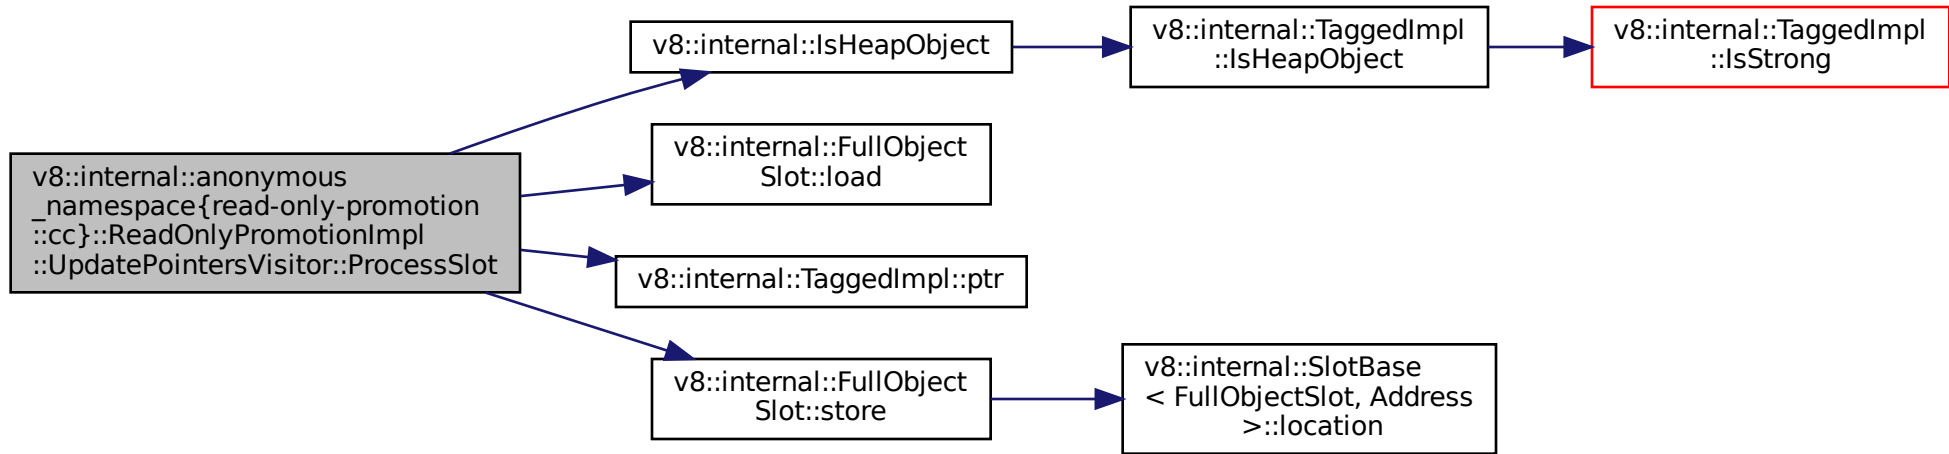 v8::internal::anonymous
_namespace{read-only-promotion
::cc}::ReadOnlyPromotionImpl
::UpdatePointersVisitor::ProcessSlot
v8::internal::IsHeapObject
v8::internal::TaggedImpl
::IsHeapObject
v8::internal::TaggedImpl
::IsStrong
v8::internal::FullObject
Slot::load
v8::internal::TaggedImpl::ptr
v8::internal::FullObject
Slot::store
v8::internal::SlotBase
< FullObjectSlot, Address
>::location